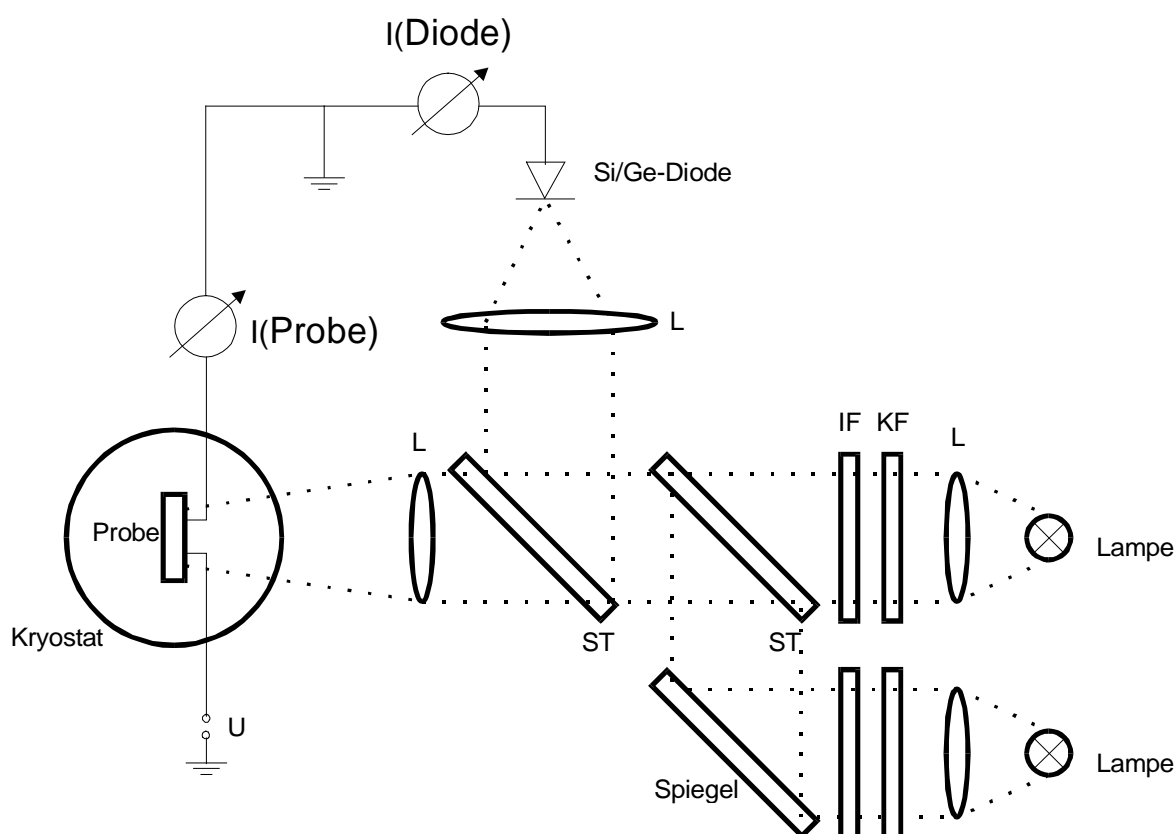 I(Diode)
Si/Ge-Diode
L
I(Probe)
L
IF KF L
Probe
Lampe
Kryostat
ST
ST
U
Spiegel
Lampe